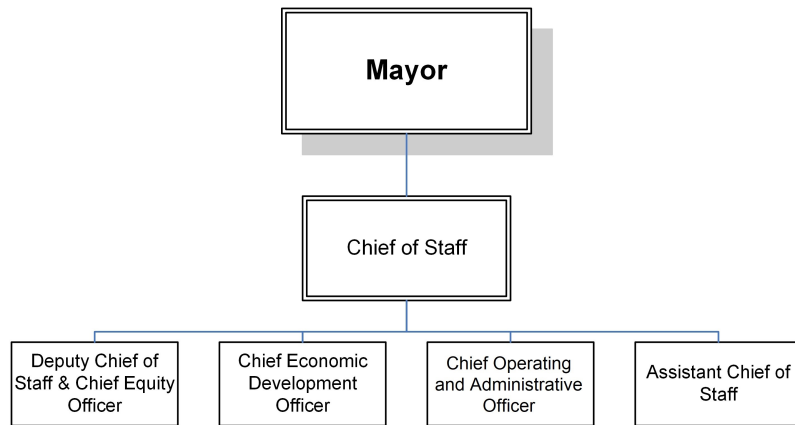 Mayor
Chief of Staff
Deputy Chief of
Staff & Chief Equity
Officer
Chief Economic
Development
Officer
Chief Operating
and Administrative
Officer
Assistant Chief of
Staff